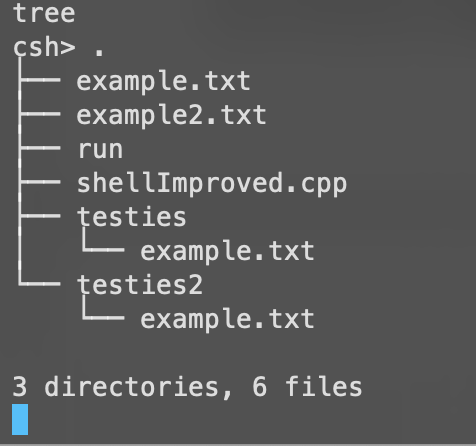 tree
csh> .
├── example.txt
├── example2.txt
├── run
├── shellImproved.cpp
├── testies
│   └── example.txt
└── testies2
    └── example.txt

3 directories, 6 files